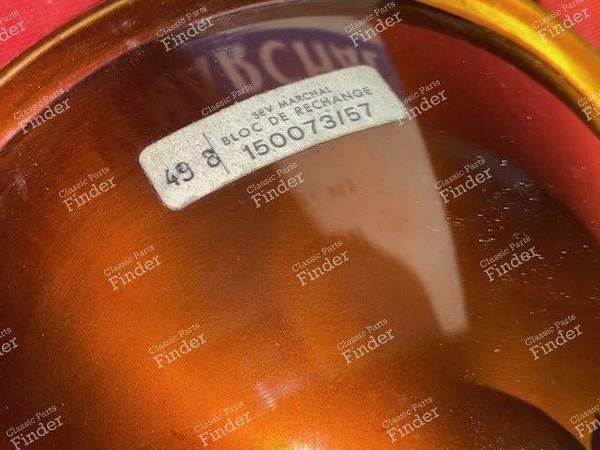 MARCHAL
SEV MARCHAL
BLOC DE RECHANGE
49 8 150073157
Classic Parts
Finder